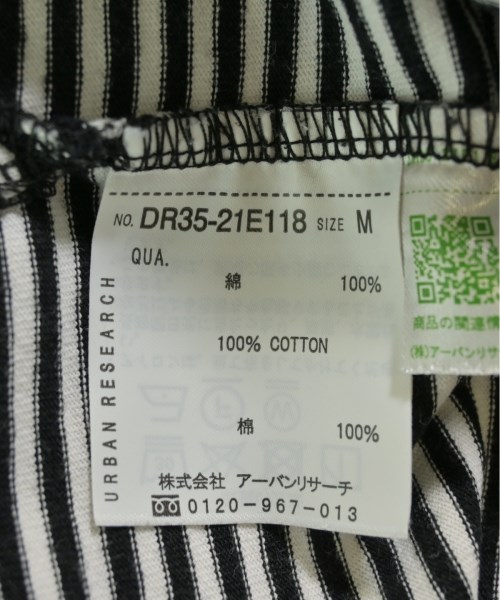 NO. DR35-21E118 SIZE M
QUA.
綿 100%
100% COTTON
棉 100%
URBAN RESEARCH
株式会社 アーバンリサーチ
0120-967-013
商品の関連情
(株)アーバンリサ